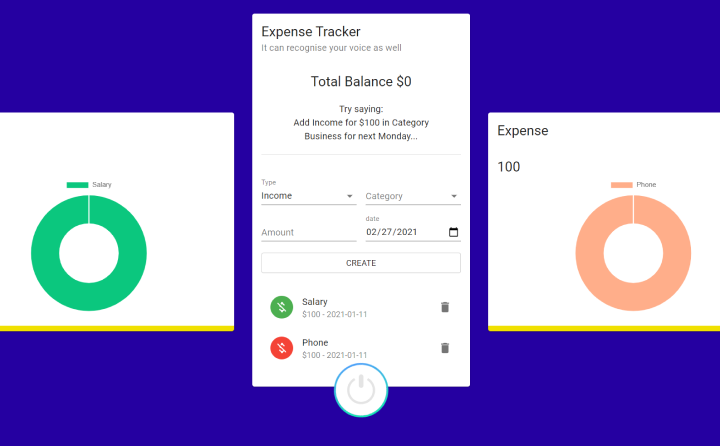 Salary
Expense Tracker
It can recognise your voice as well
Total Balance $0
Try saying:
Add Income for $100 in Category
Business for next Monday...
Type
Income
Category
Amount
date
02/27/2021
CREATE
Salary
$100 - 2021-01-11
Phone
$100 - 2021-01-11
Expense
100
Phone